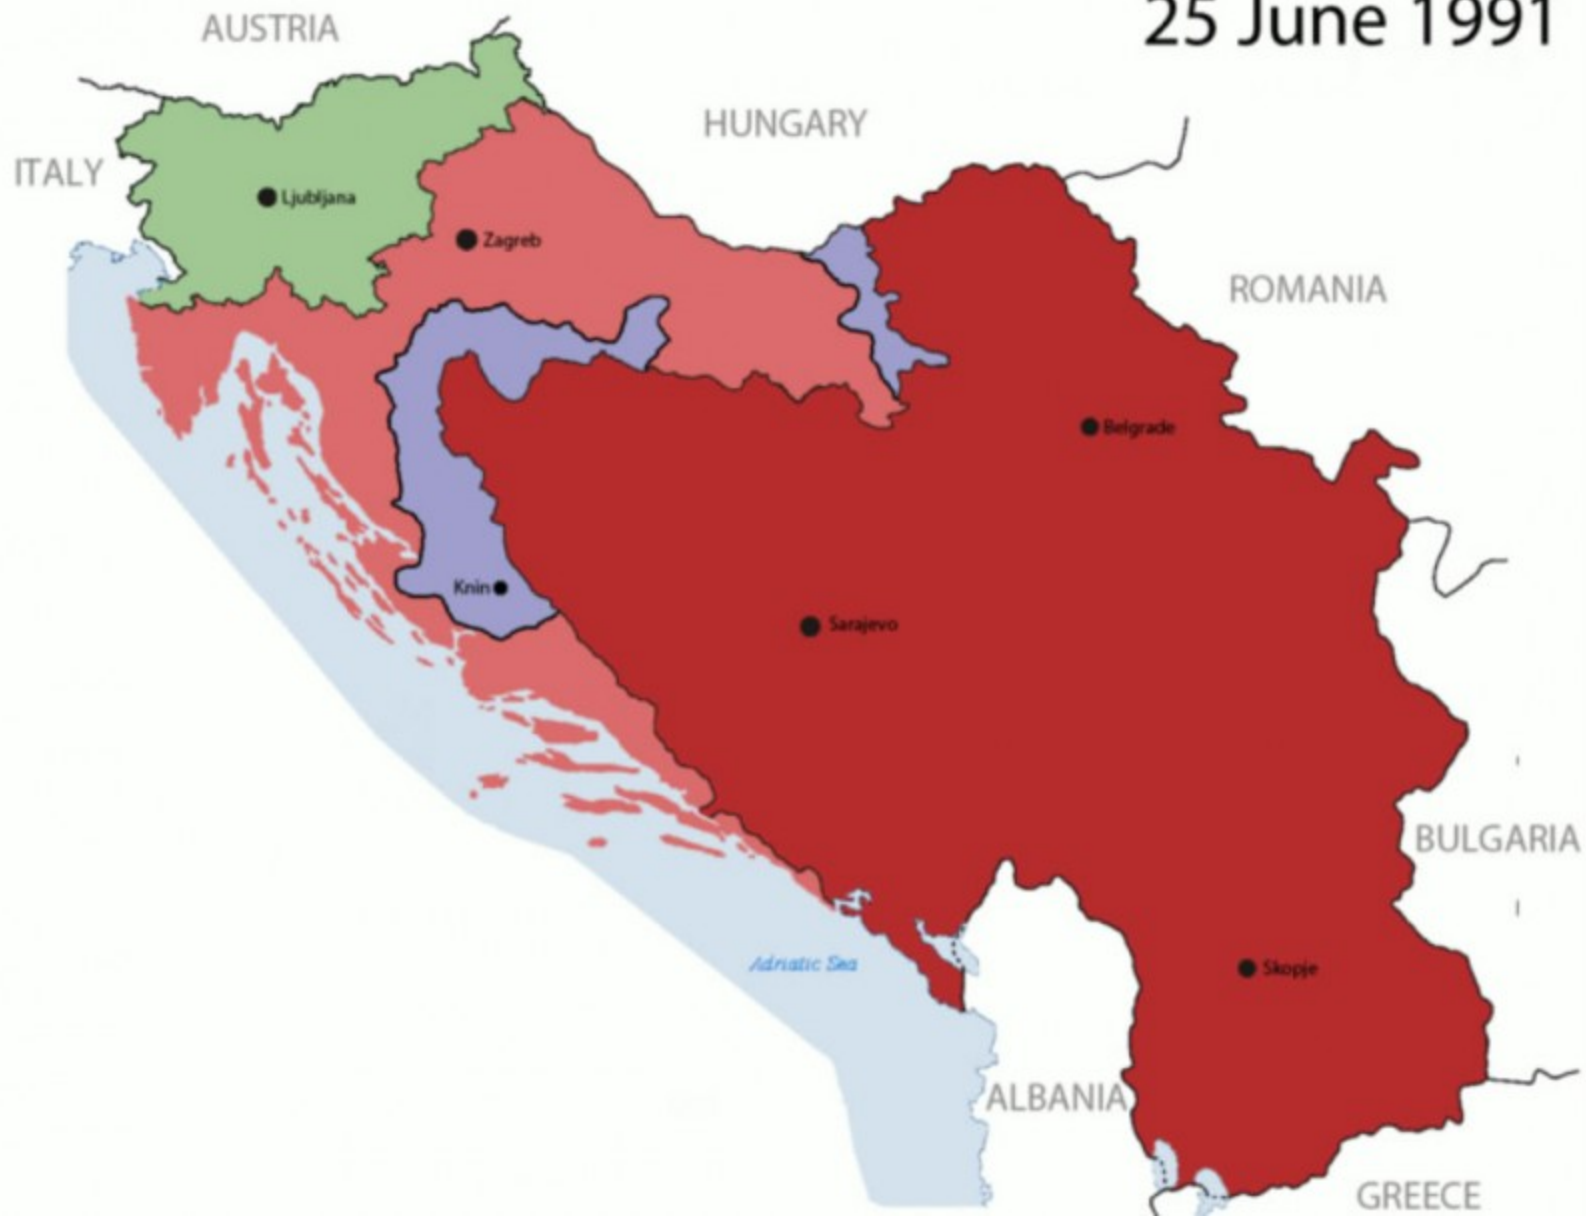 25 June 1991
AUSTRIA
HUNGARY
ITALY
Ljubljana
Zagreb
ROMANIA
Belgrade
Knin
Sarajevo
BULGARIA
Adriatic Sea
Skopje
ALBANIA
GREECE